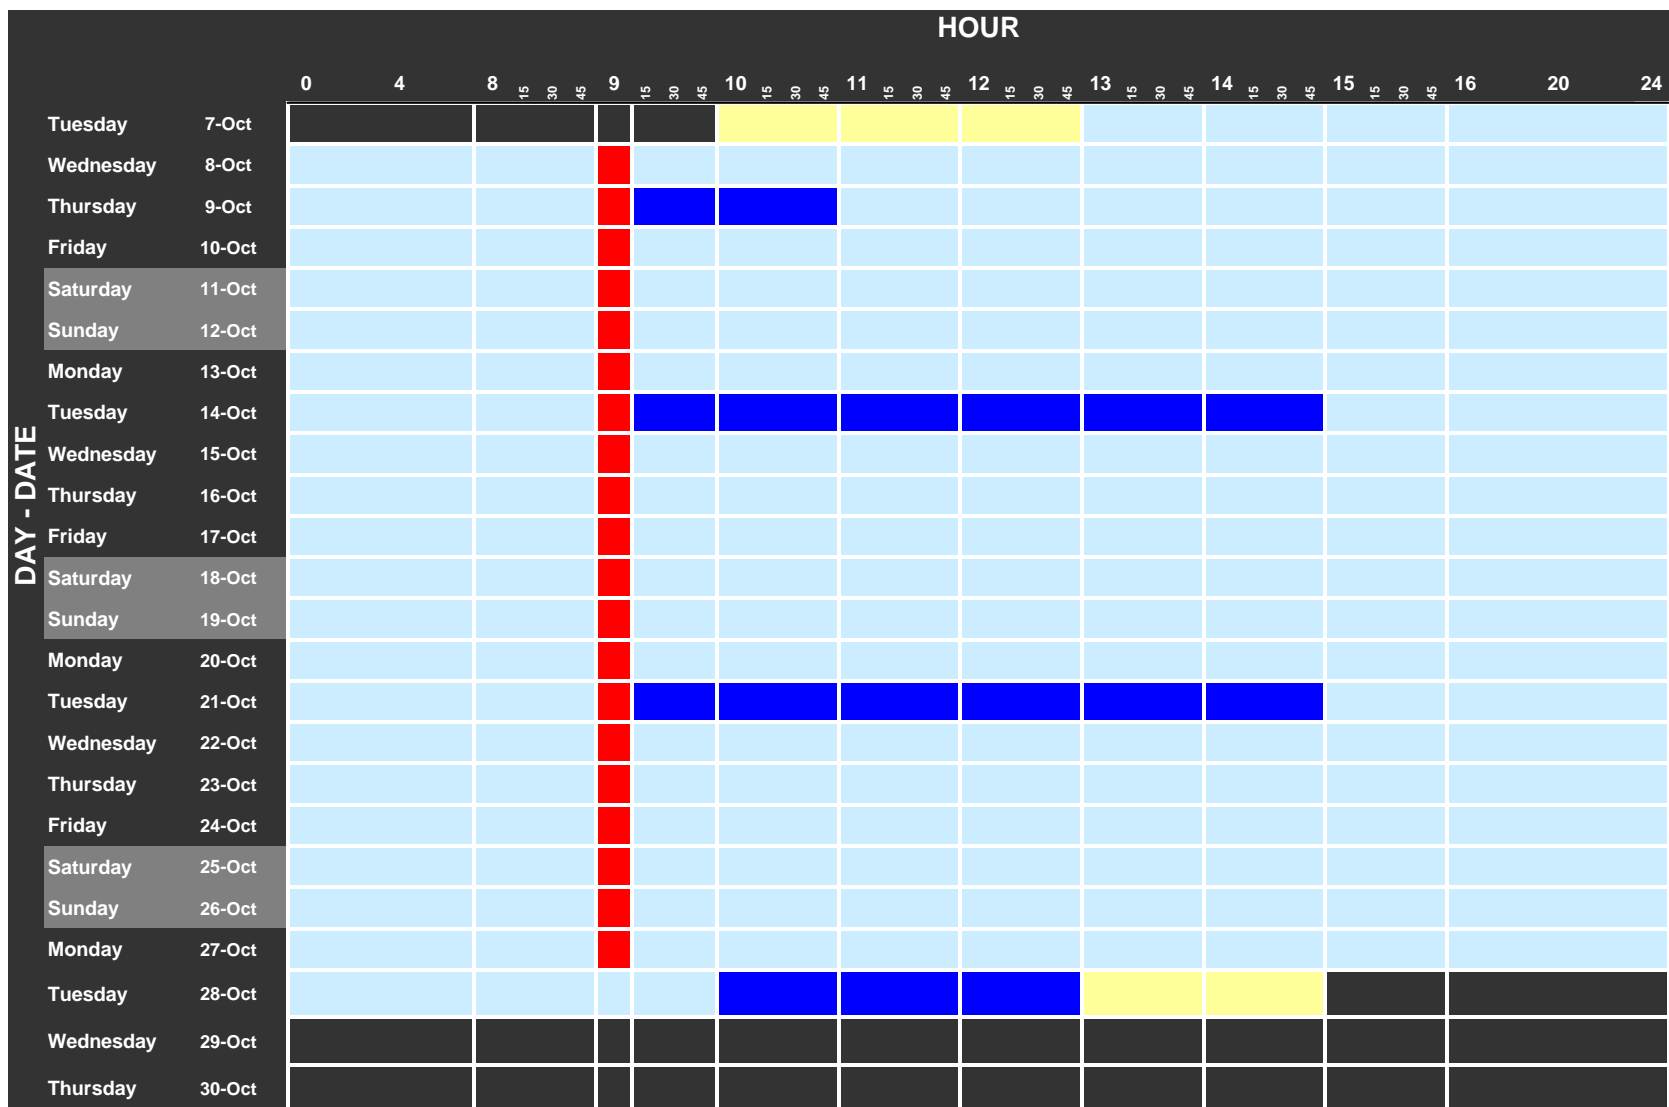 HOUR
0 4 8 15 30 45 9 15 30 45 10 15 30 45 11 15 30 45 12 15 30 45 13 15 30 45 14 15 30 45 15 15 30 45 16 20 24
DAY - DATE
Tuesday 7-Oct
Wednesday 8-Oct
Thursday 9-Oct
Friday 10-Oct
Saturday 11-Oct
Sunday 12-Oct
Monday 13-Oct
Tuesday 14-Oct
Wednesday 15-Oct
Thursday 16-Oct
Friday 17-Oct
Saturday 18-Oct
Sunday 19-Oct
Monday 20-Oct
Tuesday 21-Oct
Wednesday 22-Oct
Thursday 23-Oct
Friday 24-Oct
Saturday 25-Oct
Sunday 26-Oct
Monday 27-Oct
Tuesday 28-Oct
Wednesday 29-Oct
Thursday 30-Oct